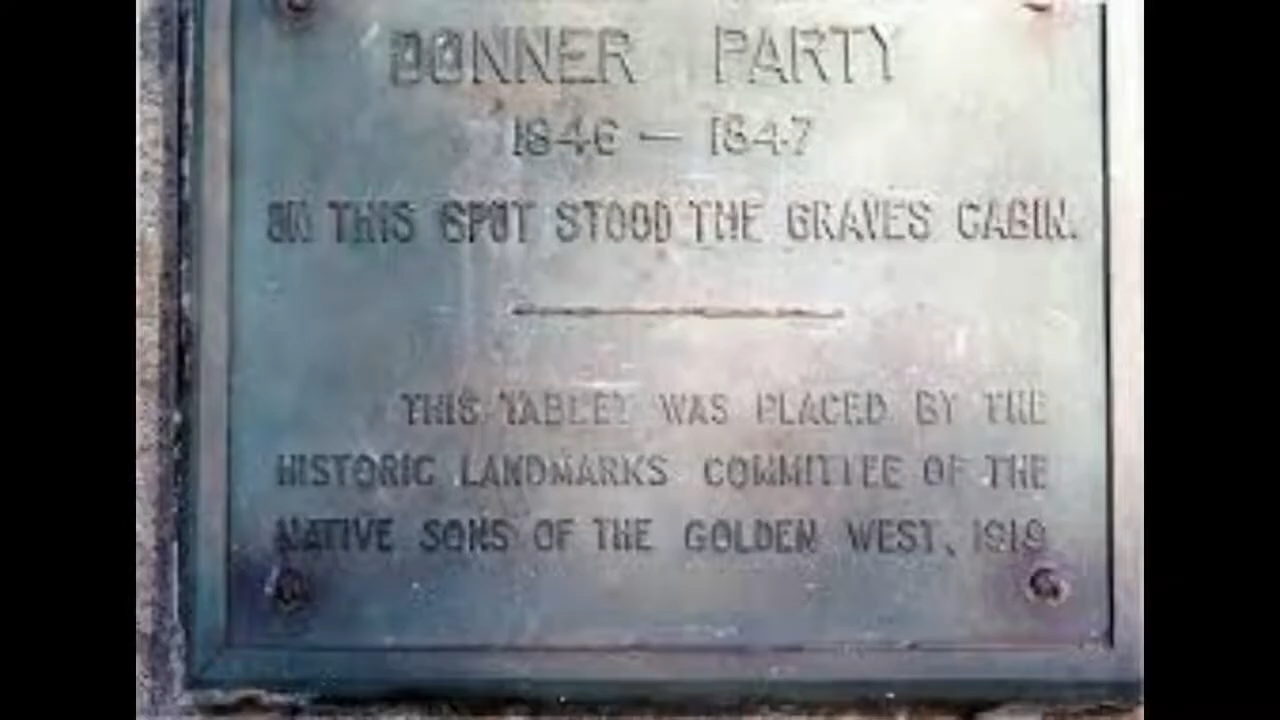 DONNER PARTY
1846 — 1847
ON THIS SPOT STOOD THE GRAVES CABIN.
THIS TABLET WAS PLACED BY THE
HISTORIC LANDMARKS COMMITTEE OF THE
NATIVE SONS OF THE GOLDEN WEST, 1919